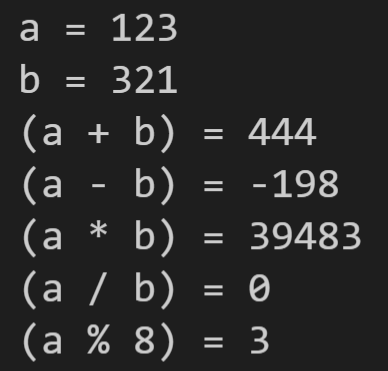 a = 123
b = 321
(a + b) = 444
(a - b) = -198
(a * b) = 39483
(a / b) = 0
(a % 8) = 3